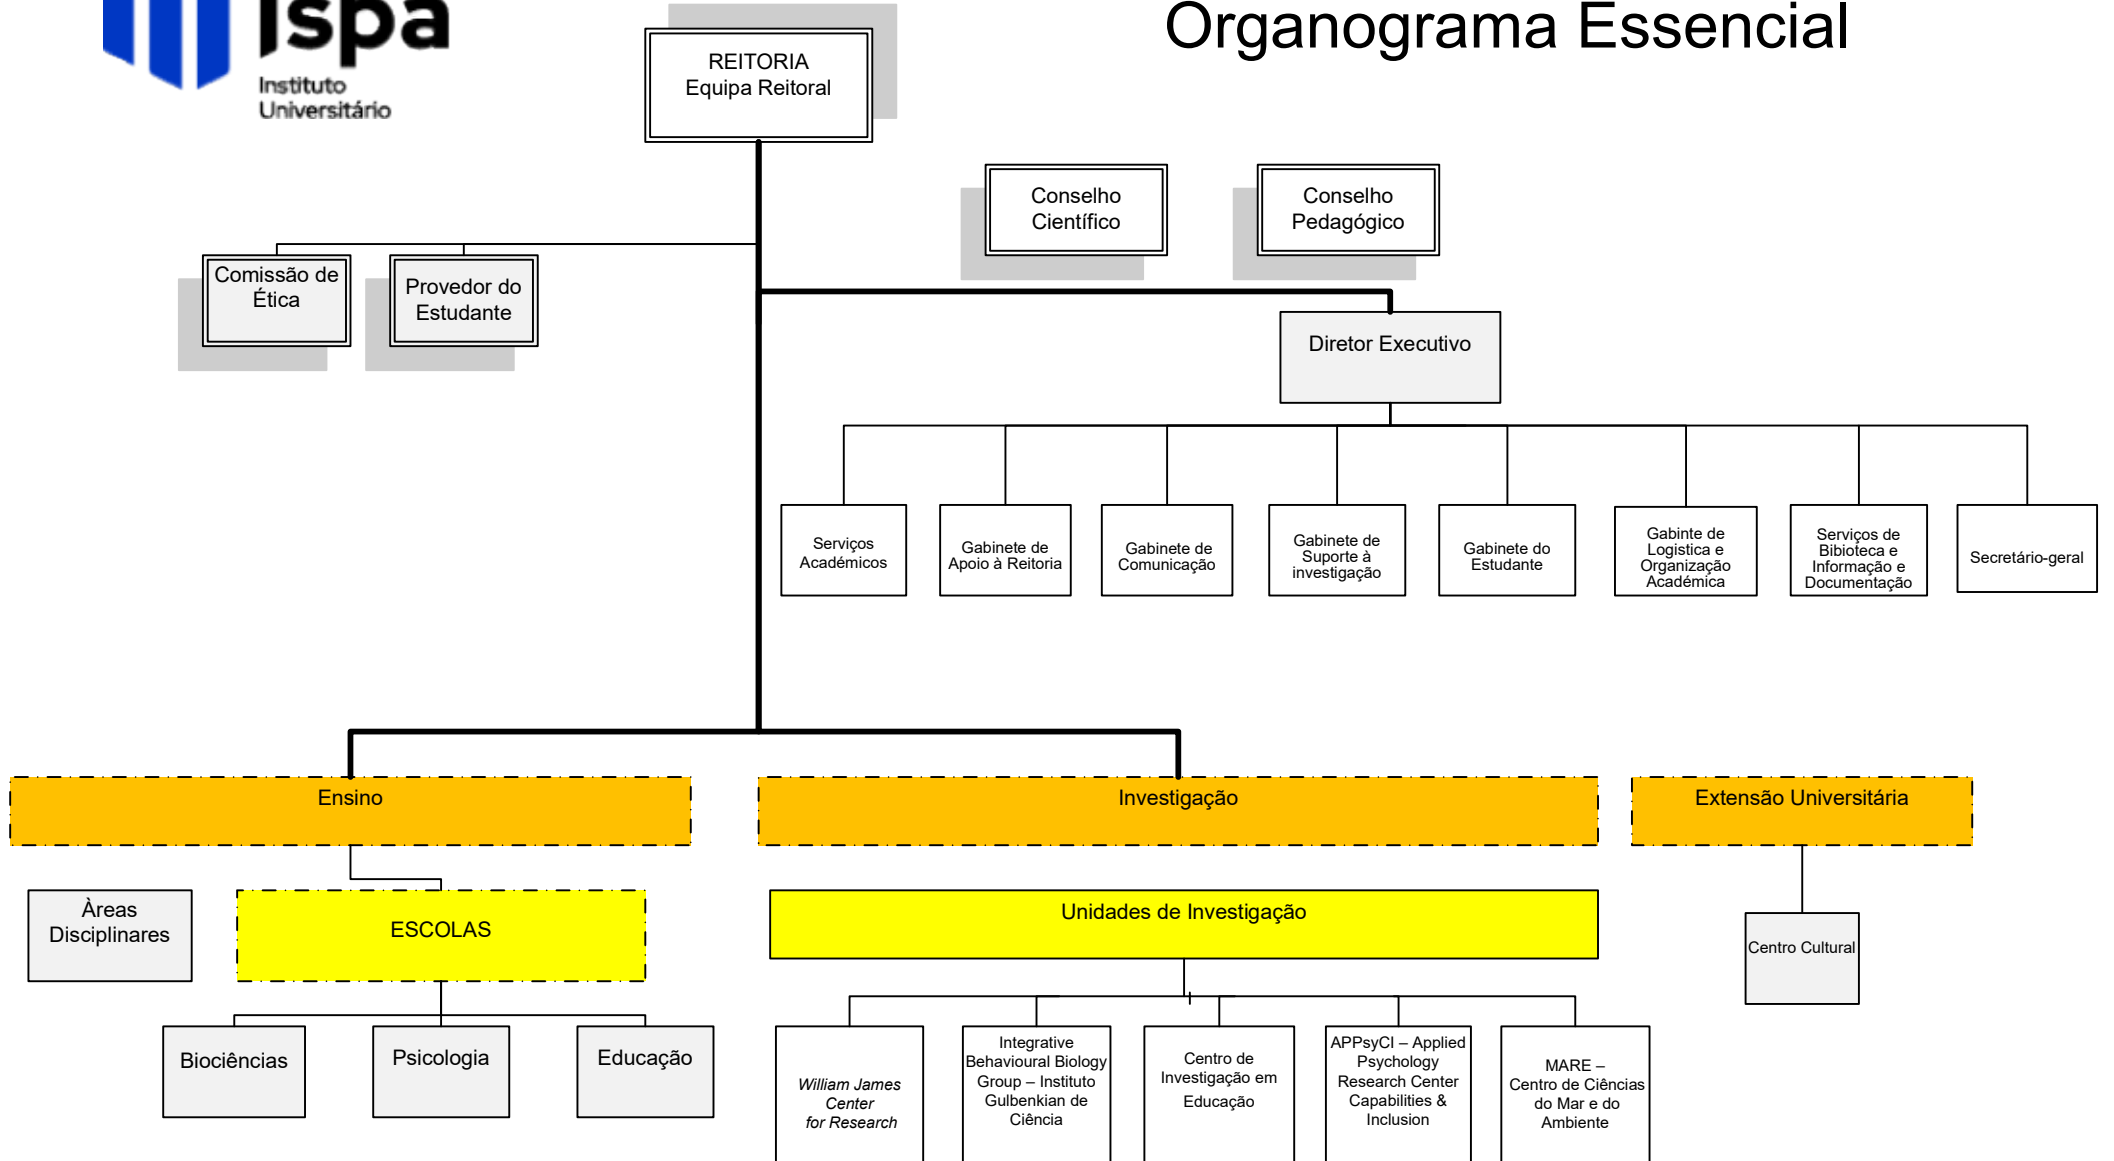 ispa
Instituto
Universitário
Organograma Essencial
REITORIA
Equipa Reitoral
Conselho
Científico
Conselho
Pedagógico
Comissão de
Ética
Provedor do
Estudante
Diretor Executivo
Serviços
Académicos
Gabinete de
Apoio à Reitoria
Gabinete de
Comunicação
Gabinete de
Suporte à
investigação
Gabinete do
Estudante
Gabinte de
Logistica e
Organização
Académica
Serviços de
Bibioteca e
Informação e
Documentação
Secretário-geral
Ensino
Investigação
Extensão Universitária
Àreas
Disciplinares
ESCOLAS
Unidades de Investigação
Centro Cultural
Biociências
Psicologia
Educação
William James
Center
for Research
Integrative
Behavioural Biology
Group – Instituto
Gulbenkian de
Ciência
Centro de
Investigação em
Educação
APPsyCI – Applied
Psychology
Research Center
Capabilities &
Inclusion
MARE –
Centro de Ciências
do Mar e do
Ambiente